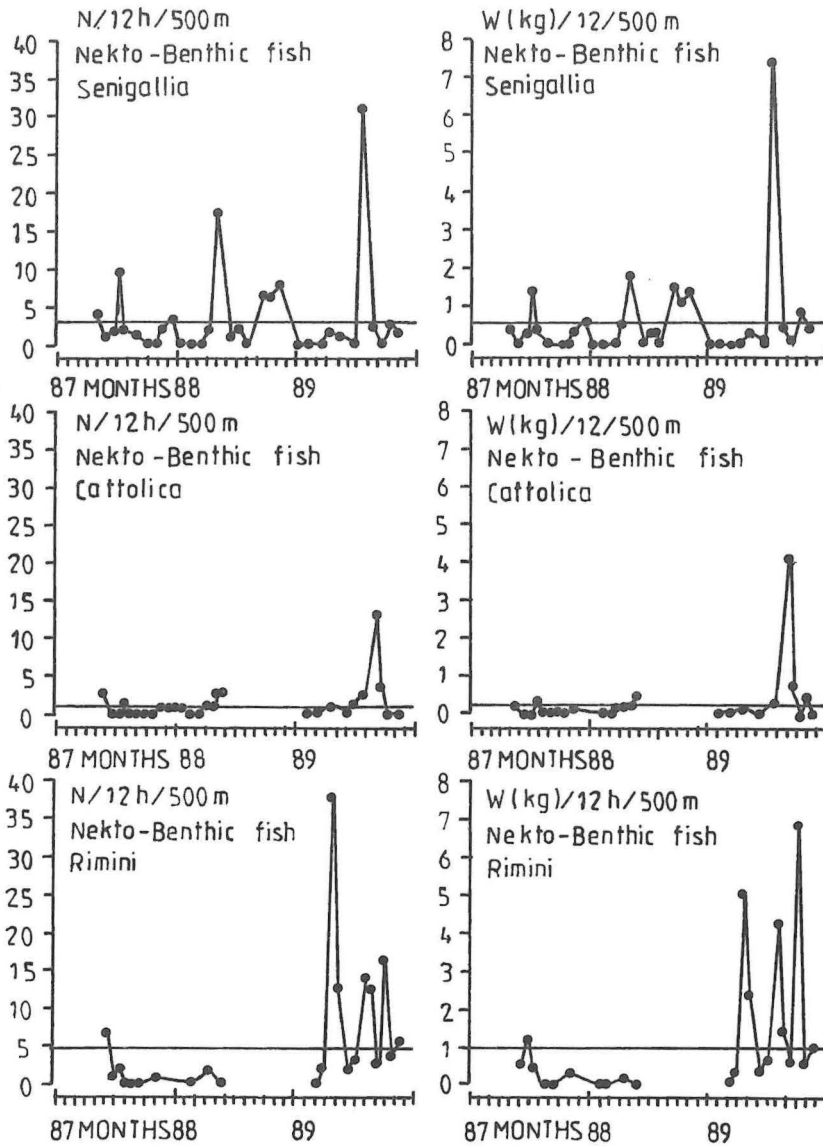 N/12h/500m
Nekto-Benthic fish
Senigallia
40
35
30
25
20
15
10
5
0
87 MONTHS 88 89
W(kg)/12/500m
Nekto-Benthic fish
Senigallia
8
7
6
5
4
3
2
1
0
87 MONTHS 88 89
N/12h/500m
Nekto-Benthic fish
Cattolica
40
35
30
25
20
15
10
5
0
87 MONTHS 88 89
W(kg)/12/500m
Nekto-Benthic fish
Cattolica
8
7
6
5
4
3
2
1
0
87 MONTHS 88 89
N/12h/500m
Nekto-Benthic fish
Rimini
40
35
30
25
20
15
10
5
0
87 MONTHS 88 89
W(kg)/12h/500m
Nekto-Benthic fish
Rimini
8
7
6
5
4
3
2
1
0
87 MONTHS 88 89